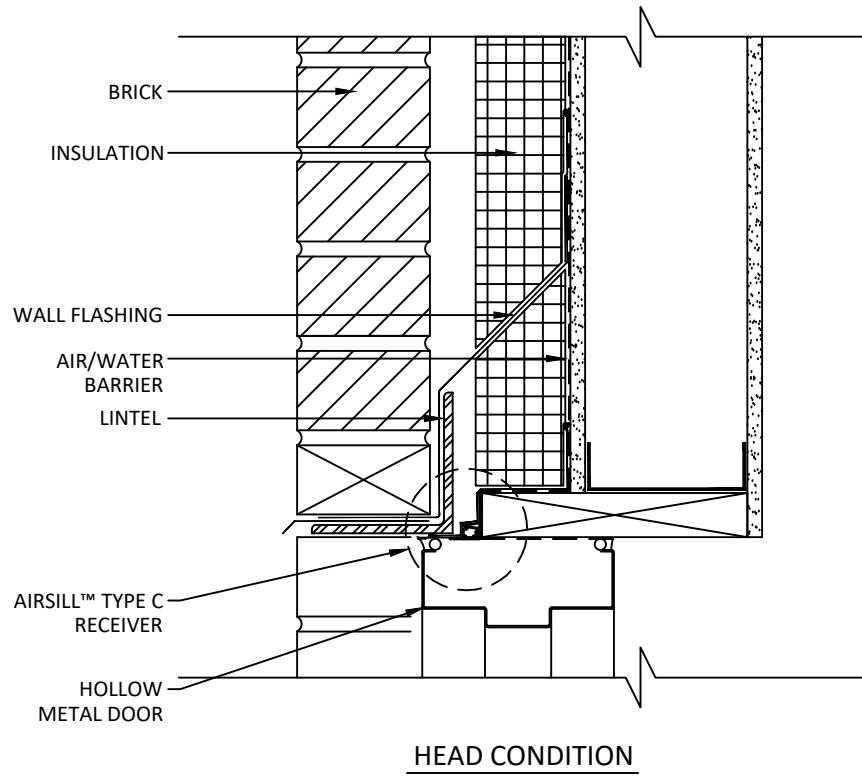 BRICK
INSULATION
WALL FLASHING
AIR/WATER
BARRIER
LINTEL
AIRSILL™ TYPE C
RECEIVER
HOLLOW
METAL DOOR
HEAD CONDITION